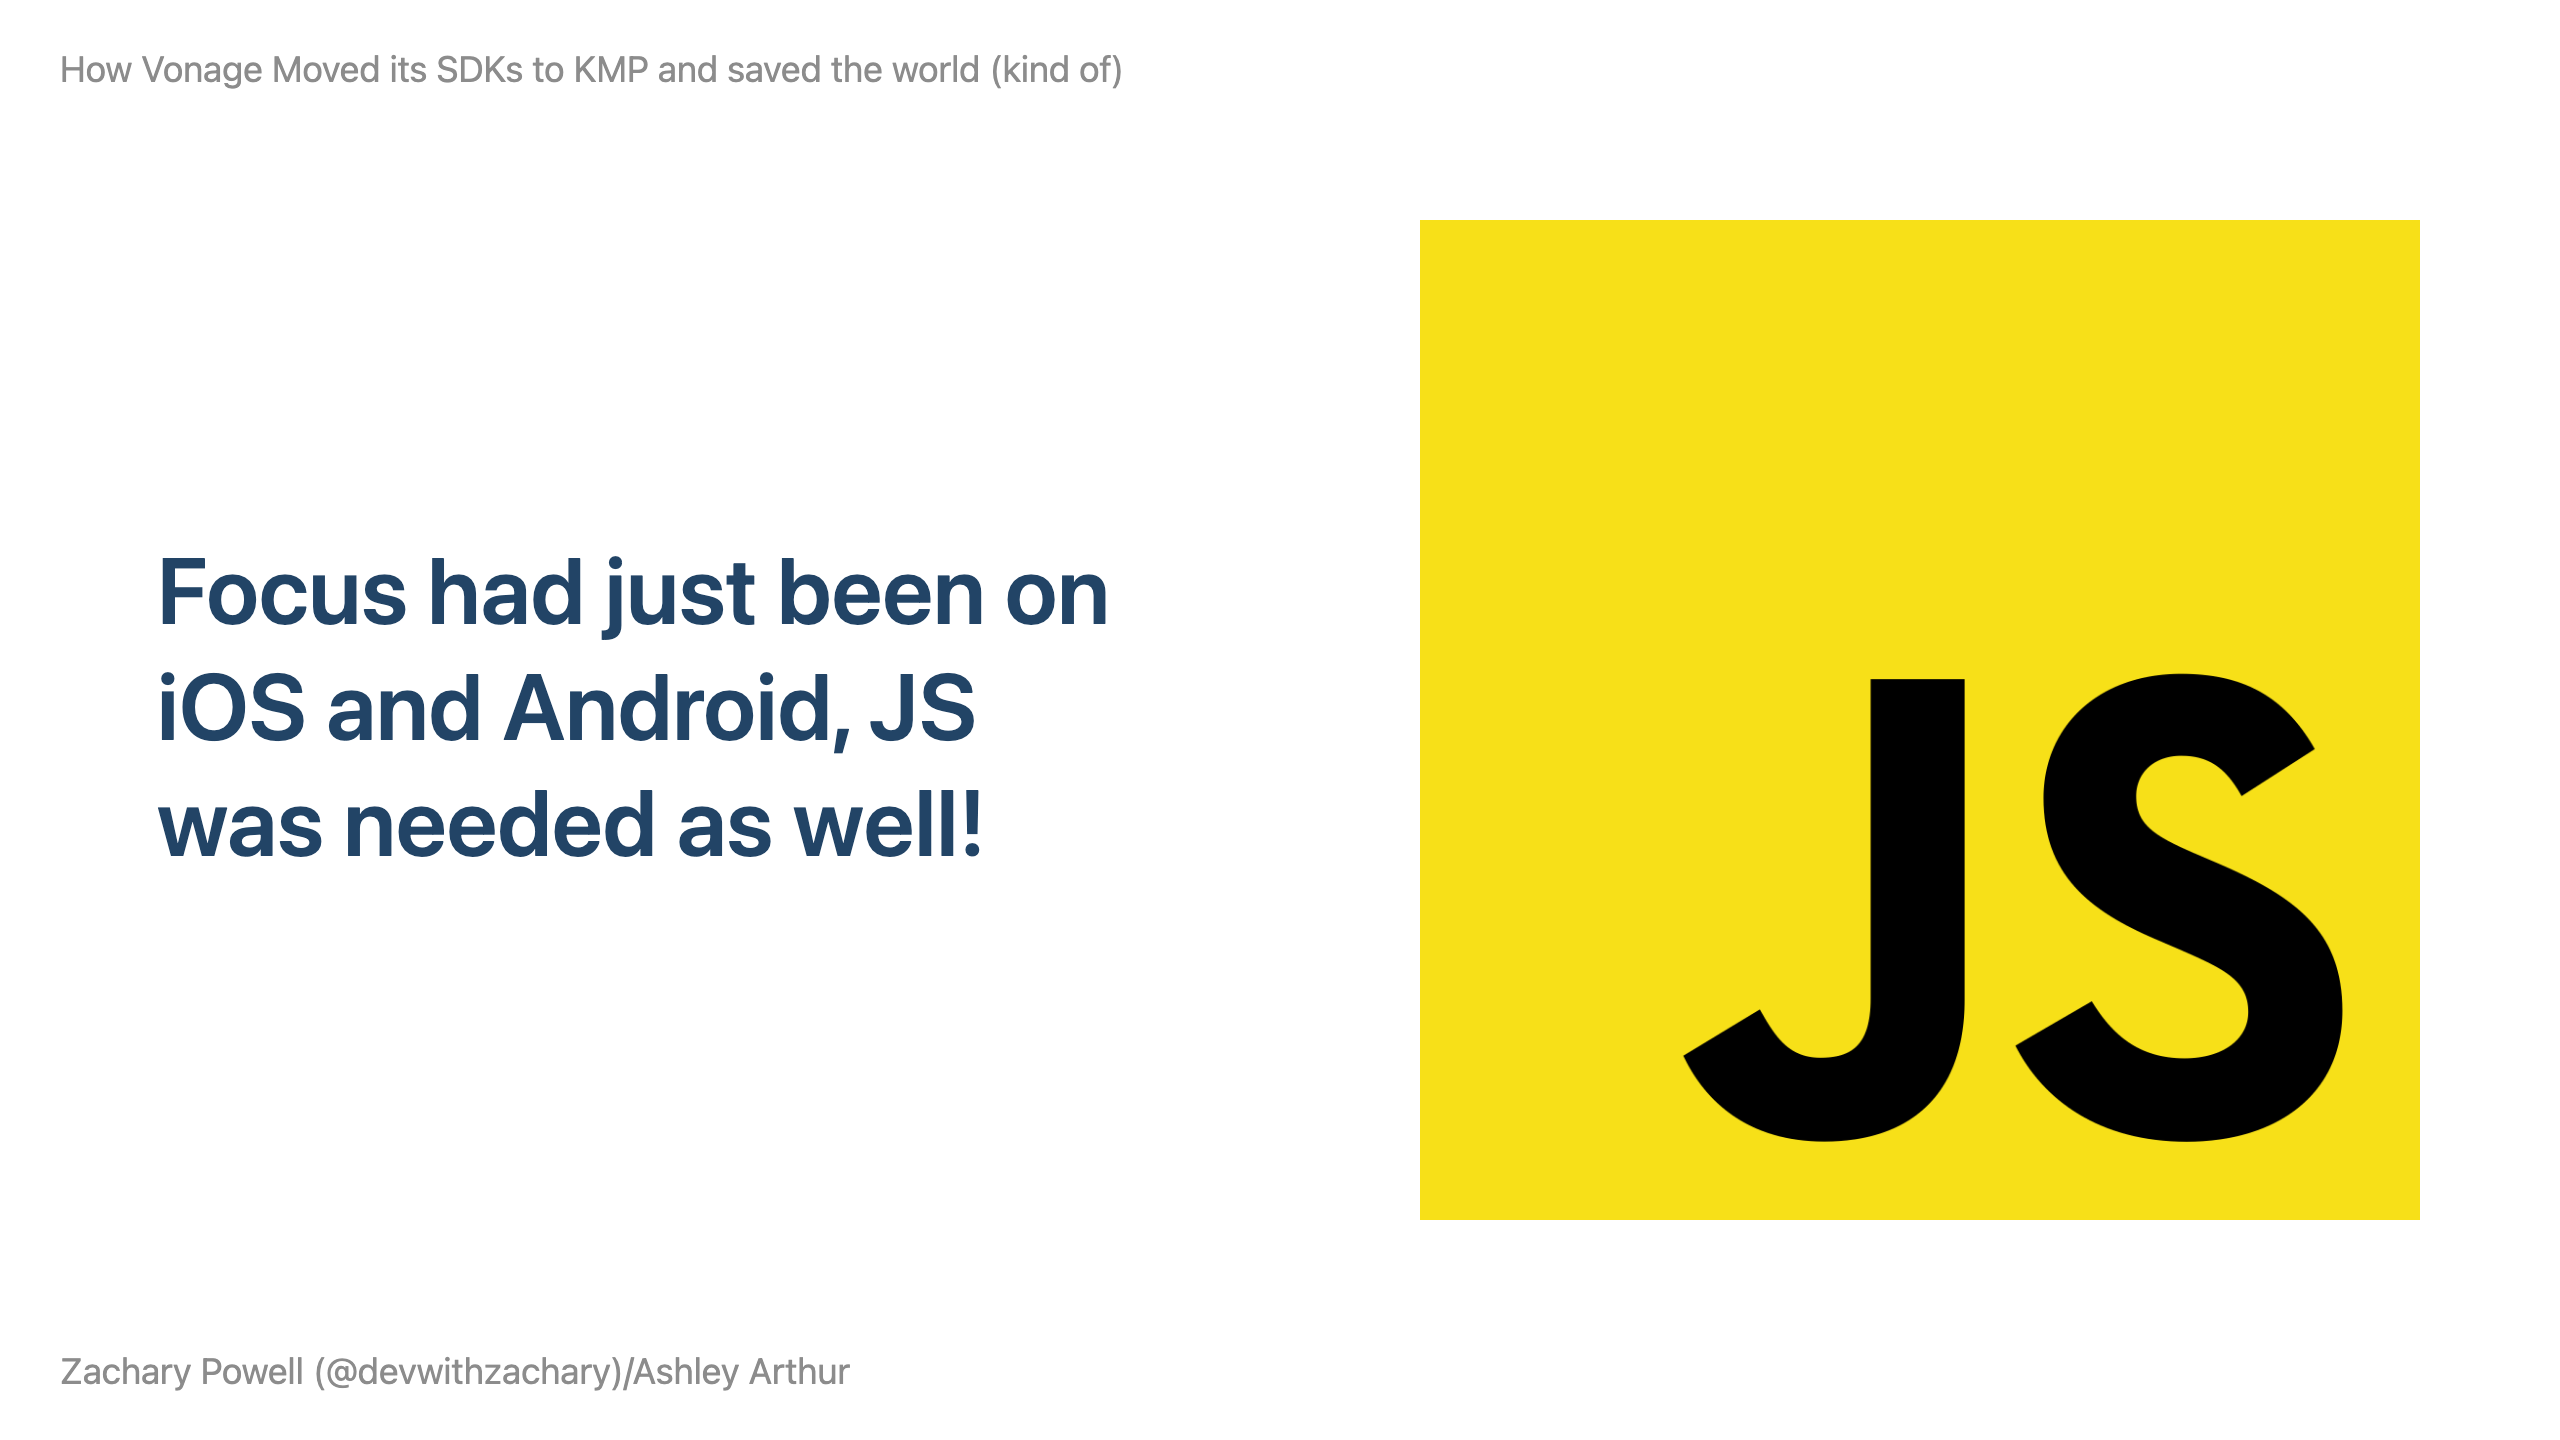 How Vonage Moved its SDKs to KMP and saved the world (kind of)
Focus had just been on
iOS and Android, JS
was needed as well!
JS
Zachary Powell (@devwithzachary)/Ashley Arthur